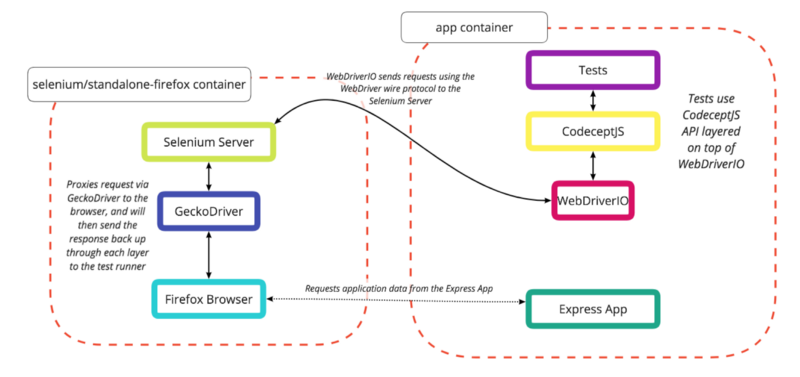 app container
selenium/standalone-firefox container
WebDriverIO sends requests using the
WebDriver wire protocol to the
Selenium Server
Tests
CodeceptJS
WebDriverIO
Tests use
CodeceptJS
API layered
on top of
WebDriverIO
Selenium Server
GeckoDriver
Firefox Browser
Proxies request via
GeckoDriver to the
browser, and will
then send the
response back up
through each layer
to the test runner
Requests application data from the Express App
Express App